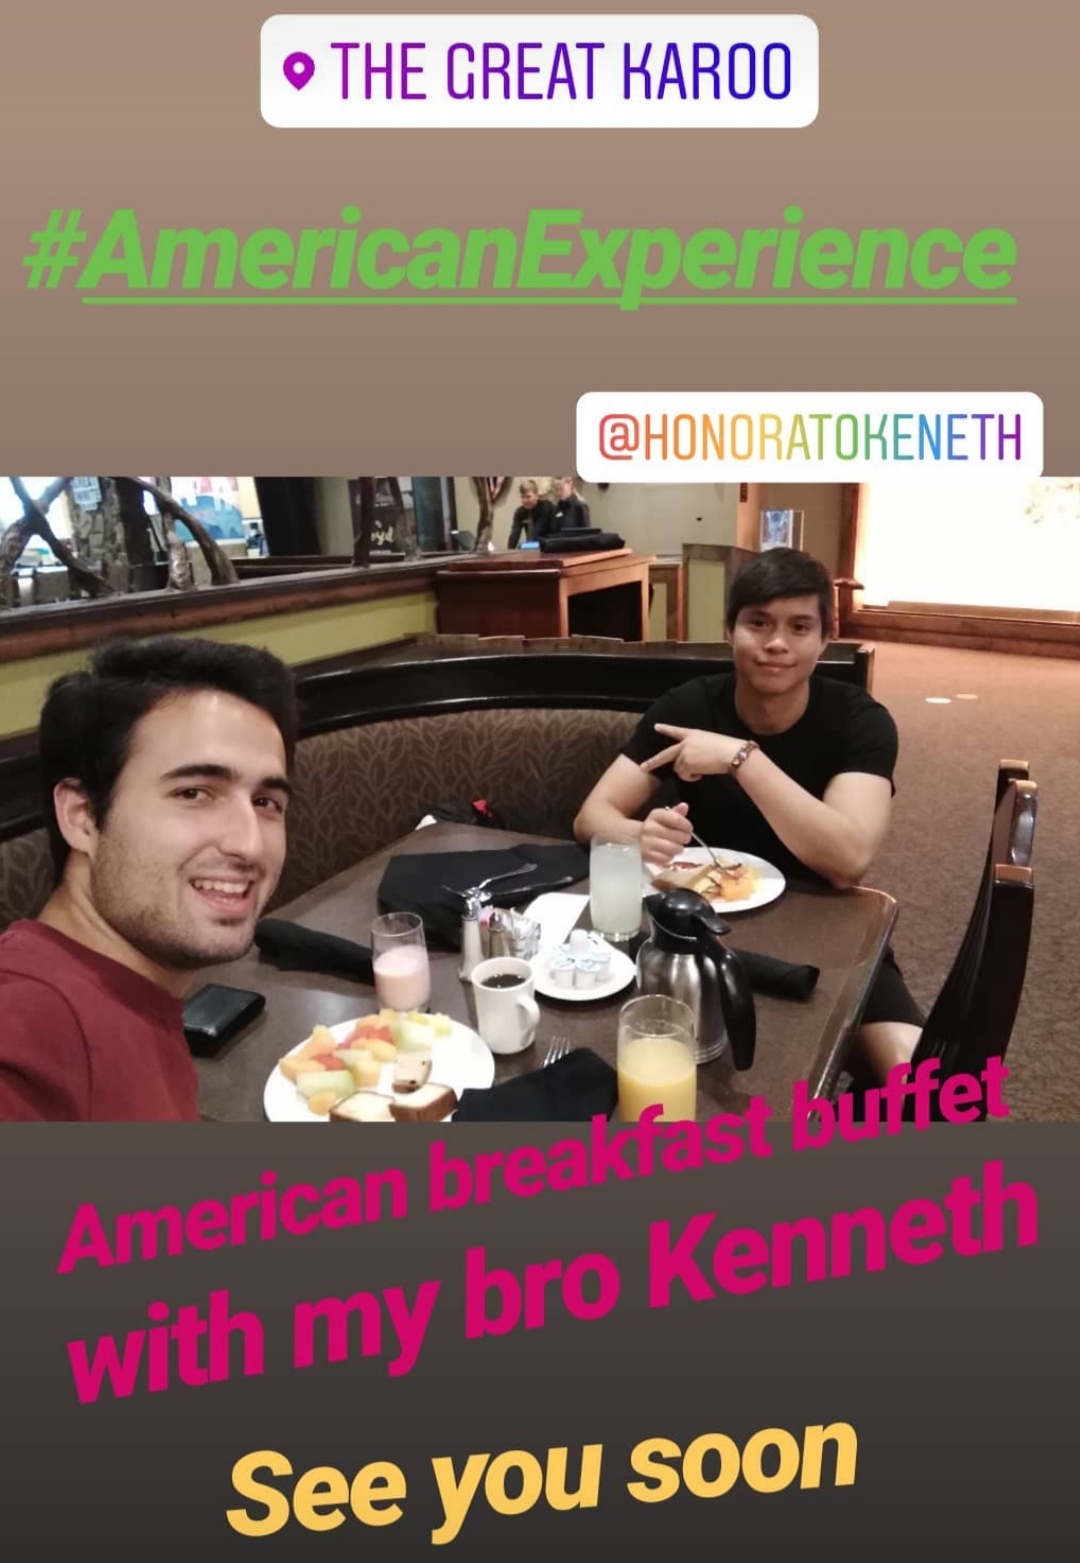 THE GREAT KAROO
#AmericanExperience
@HONORATOKENETH
American breakfast buffet
with my bro Kenneth
See you soon